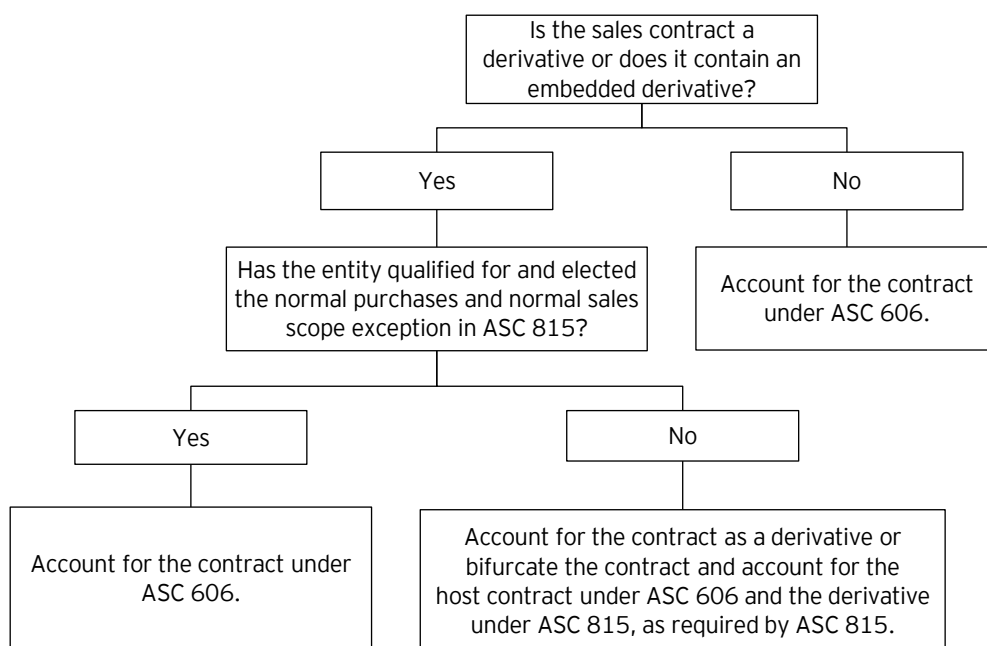 Is the sales contract a
derivative or does it contain an
embedded derivative?
Yes
No
Has the entity qualified for and elected
the normal purchases and normal sales
scope exception in ASC 815?
Account for the contract
under ASC 606.
Yes
No
Account for the contract under
ASC 606.
Account for the contract as a derivative or
bifurcate the contract and account for the
host contract under ASC 606 and the derivative
under ASC 815, as required by ASC 815.